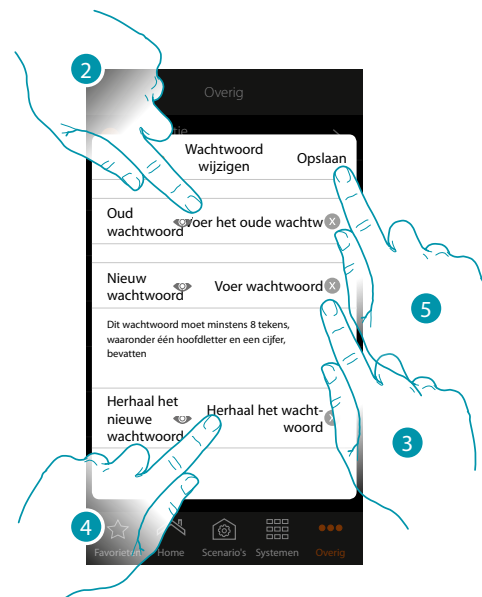 2
Overig
tie
Wachtwoord
wijzigen
Opslaan
Oud
wachtwoord
Voer het oude wachtw
X
Nieuw
wachtwoord
Voer wachtwoord
X
5
Dit wachtwoord moet minstens 8 tekens,
waaronder één hoofdletter en een cijfer,
bevatten
Herhaal het
nieuwe
wachtwoord
Herhaal het wacht-
woord
3
4
Favorieten
Home
Scenario's
Systemen
Overig